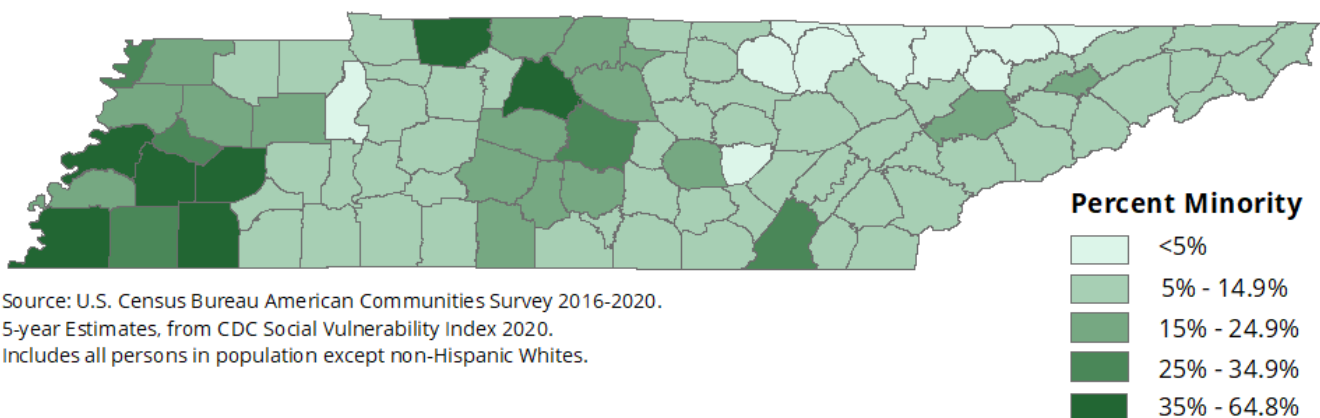 Percent Minority
<5%
5% - 14.9%
15% - 24.9%
25% - 34.9%
35% - 64.8%
Source: U.S. Census Bureau American Communities Survey 2016-2020.
5-year Estimates, from CDC Social Vulnerability Index 2020.
Includes all persons in population except non-Hispanic Whites.